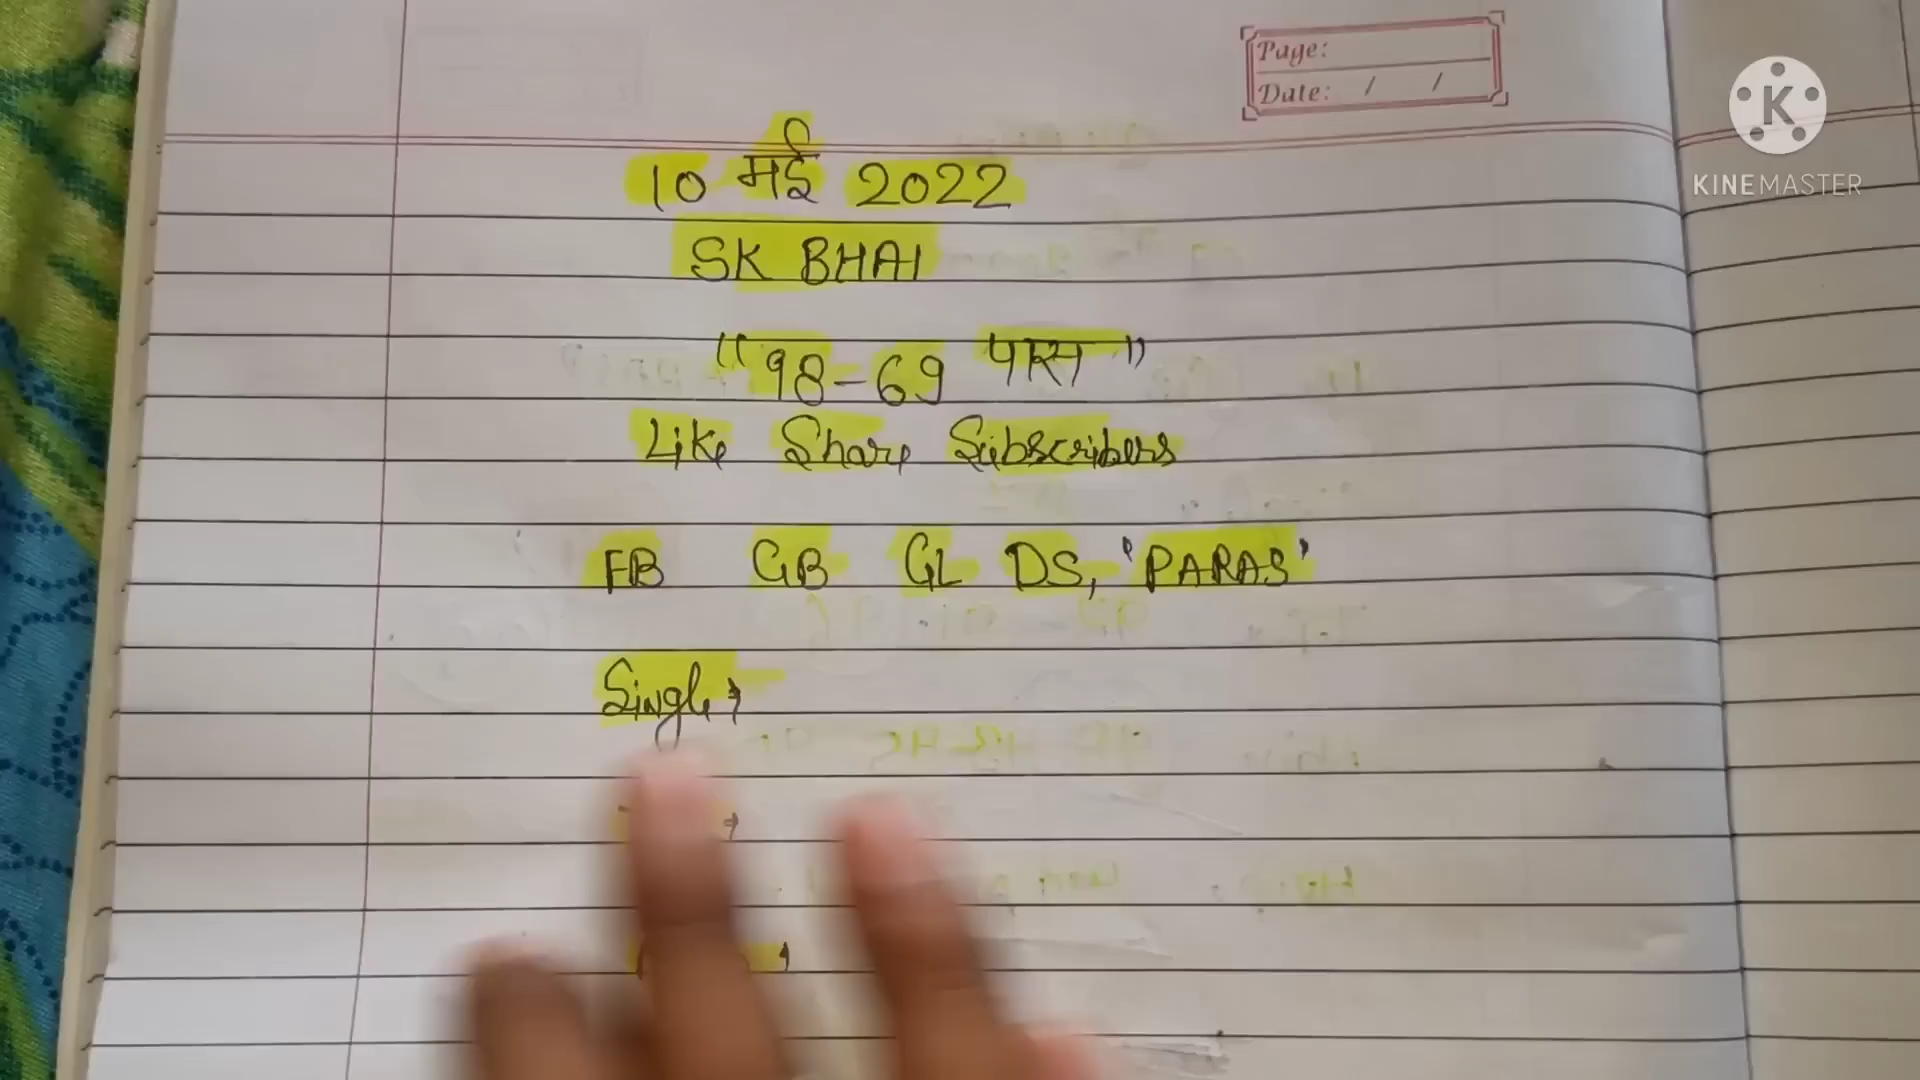 Page:
Date: / /
K
KINEMASTER
10 मई 2022
SK BHAI
"98-69 पास"
Like Share Subscribers
FB GB GL DS, 'PARAS'
Single→